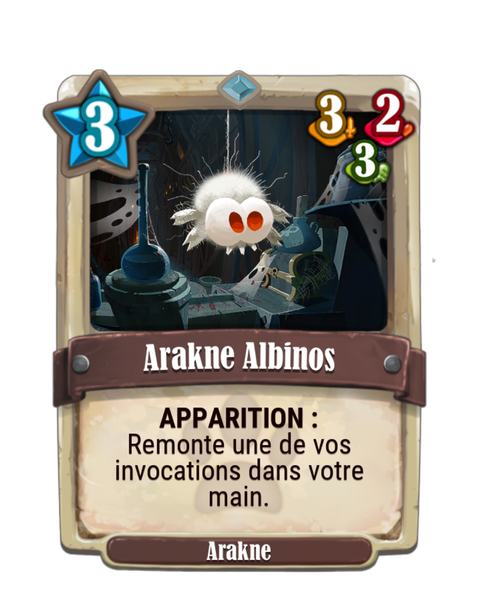 3
3
2
3
Arakne Albinos
APPARITION :
Remonte une de vos
invocations dans votre
main.
Arakne